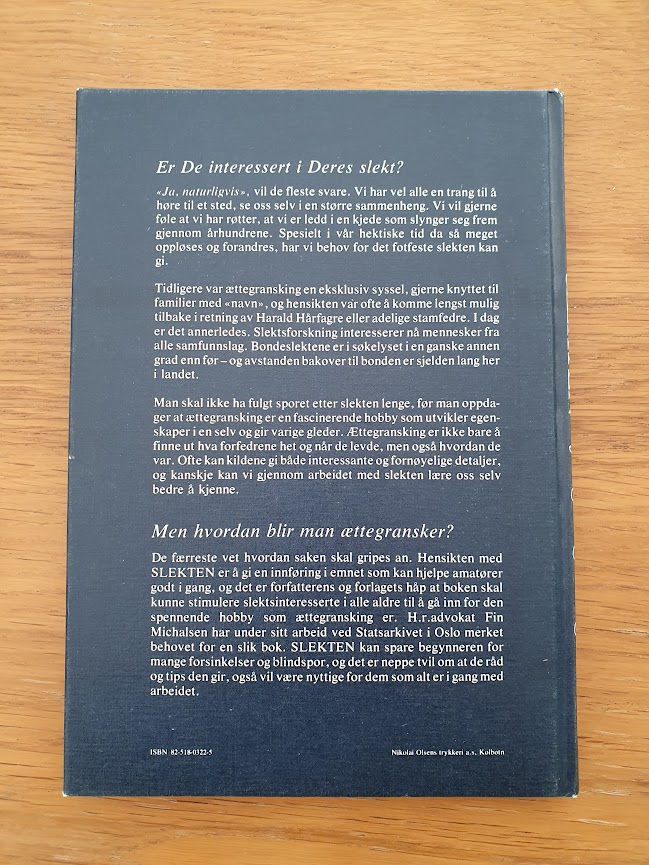 Er De interessert i Deres slekt?
«Ja, naturligvis», vil de fleste svare. Vi har vel alle en trang til å
høre til et sted, se oss selv i en større sammenheng. Vi vil gjerne
føle at vi har røtter, at vi er ledd i en kjede som slynger seg frem
gjennom århundrene. Spesielt i vår hektiske tid da så meget
oppløses og forandres, har vi behov for det fotfeste slekten kan
gi.
Tidligere var ættegransking en eksklusiv syssel, gjerne knyttet til
familier med «navn», og hensikten var ofte å komme lengst mulig
tilbake i retning av Harald Hårfagre eller adelige stamfedre. I dag
er det annerledes. Slektsforskning interesserer nå mennesker fra
alle samfunnslag. Bondeslektene er i søkelyset i en ganske annen
grad enn før – og avstanden bakover til bonden er sjelden lang her
i landet.
Man skal ikke ha fulgt sporet etter slekten lenge, før man oppda-
ger at ættegransking er en fascinerende hobby som utvikler egen-
skaper i en selv og gir varige gleder. Ættegransking er ikke bare å
finne ut hva forfedrene het og når de levde, men også hvordan de
var. Ofte kan kildene gi både interessante og fornøyelige detaljer,
og kanskje kan vi gjennom arbeidet med slekten lære oss selv
bedre å kjenne.
Men hvordan blir man ættegransker?
De færreste vet hvordan saken skal gripes an. Hensikten med
SLEKTEN er å gi en innføring i emnet som kan hjelpe amatører
godt i gang, og det er forfatterens og forlagets håp at boken skal
kunne stimulere slektsinteresserte i alle aldre til å gå inn for den
spennende hobby som ættegransking er. H.r.advokat Fin
Michalsen har under sitt arbeid ved Statsarkivet i Oslo merket
behovet for en slik bok. SLEKTEN kan spare begynneren for
mange forsinkelser og blindspor, og det er neppe tvil om at de råd
og tips den gir, også vil være nyttige for dem som alt er i gang med
arbeidet.
ISBN 82-518-0322-5
Nikolai Olsens trykkeri a.s, Kolbotn